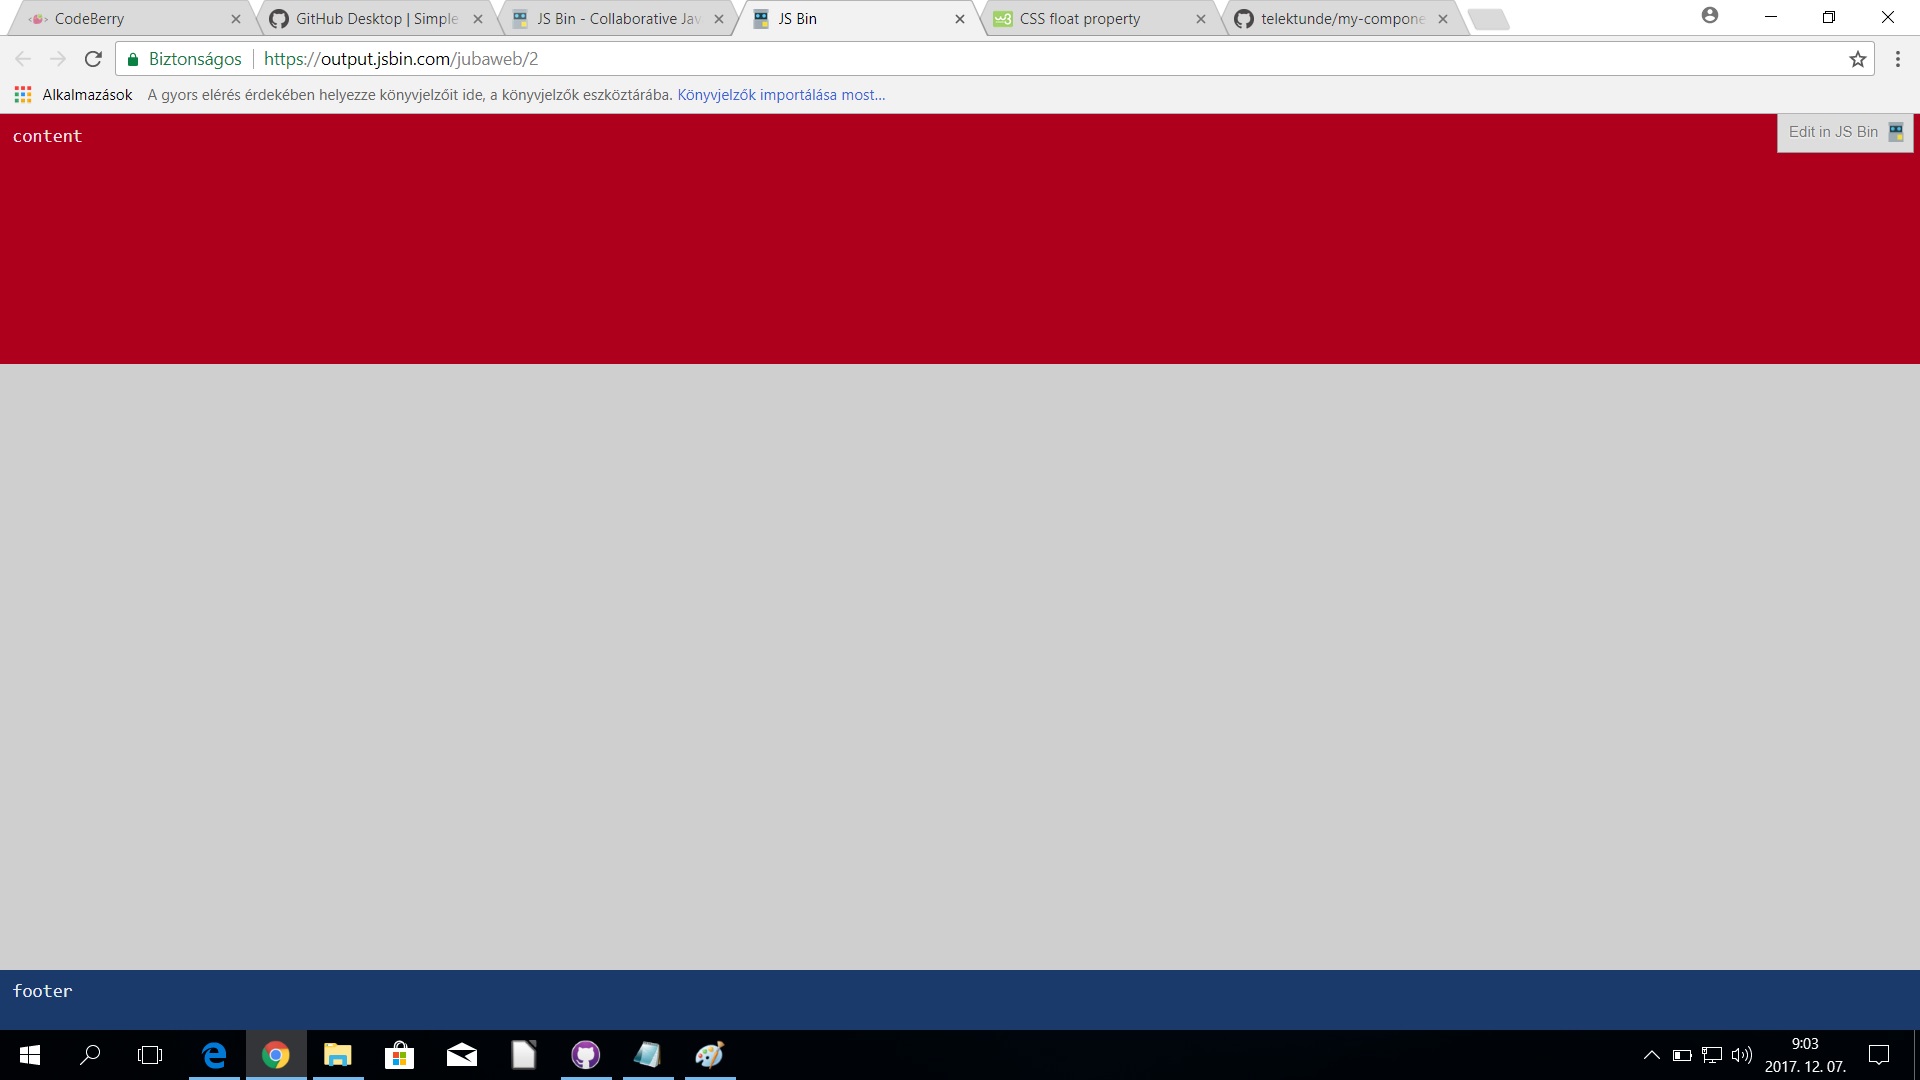 CodeBerry
GitHub Desktop | Simple
JS Bin - Collaborative Jav
JS Bin
CSS float property
telektunde/my-compone
Biztonságos
https://output.jsbin.com/jubaweb/2
Alkalmazások A gyors elérés érdekében helyezze könyvjelzőit ide, a könyvjelzők eszköztárába. Könyvjelzők importálása most...
content
Edit in JS Bin
footer
9:03
2017. 12. 07.